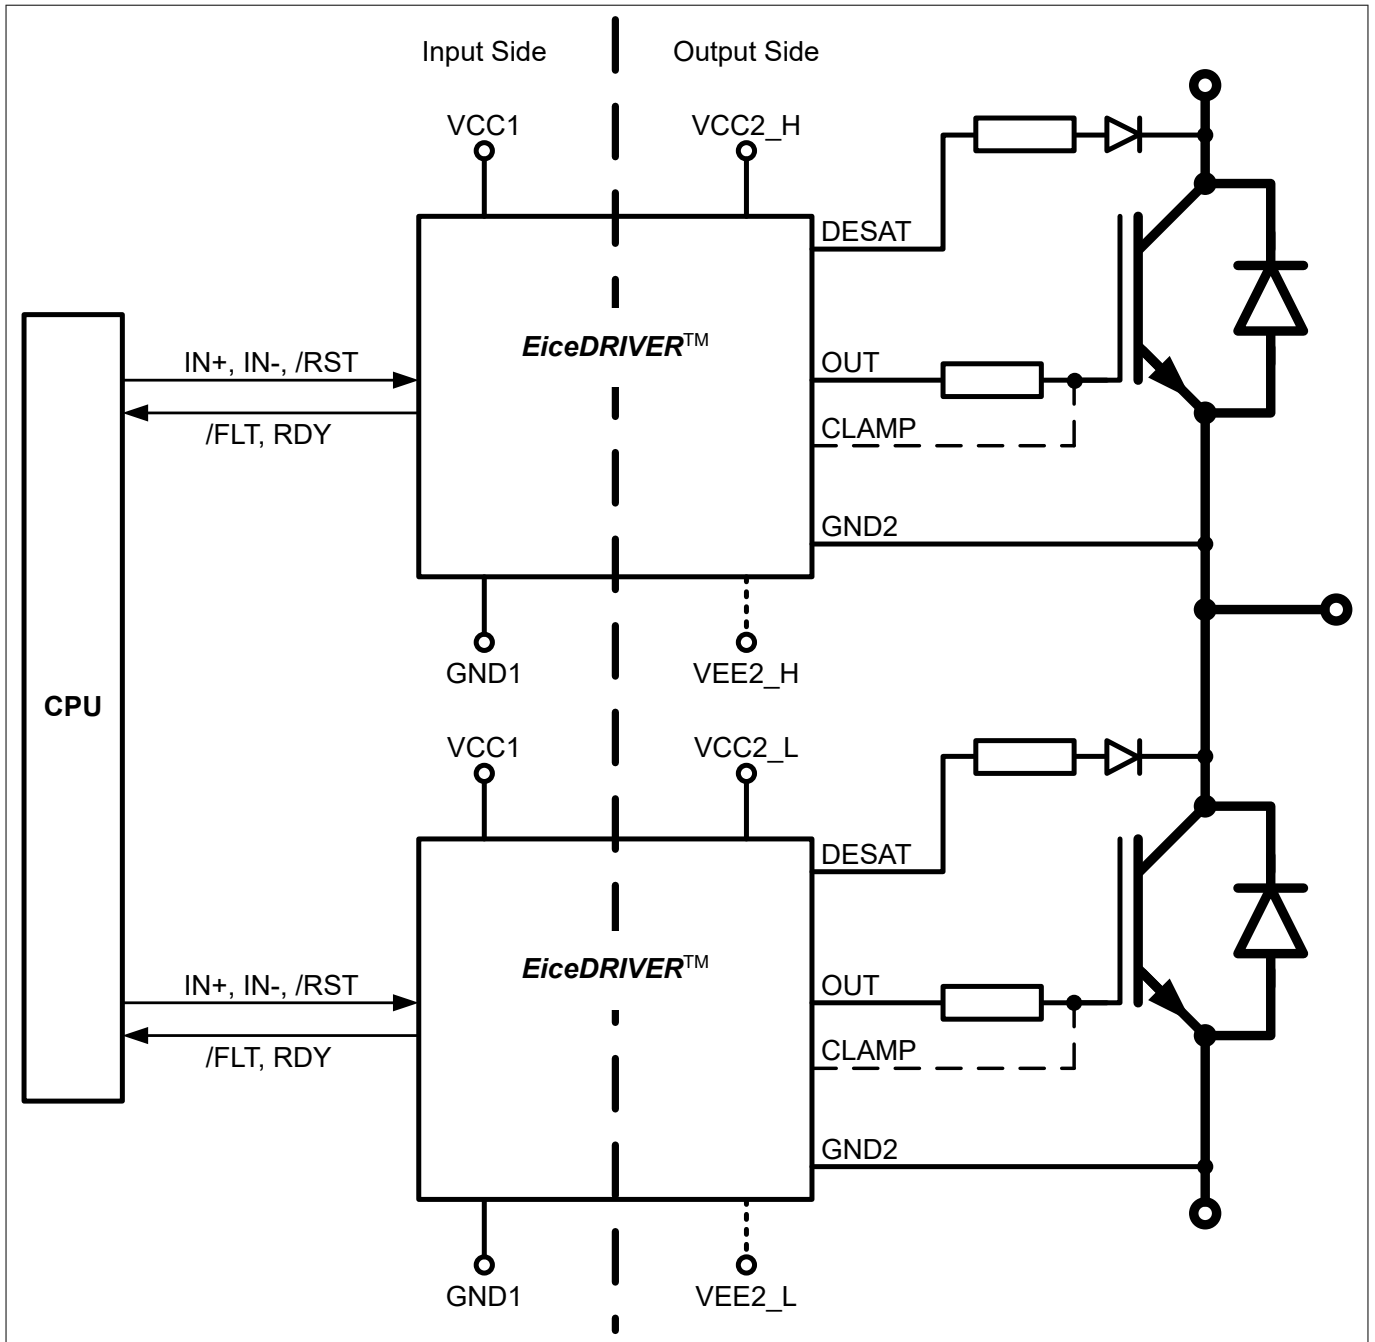 Input Side
Output Side
VCC1
VCC2_H
DESAT
EiceDRIVER™
IN+, IN-, /RST
OUT
/FLT, RDY
CLAMP
GND2
GND1
VEE2_H
CPU
VCC1
VCC2_L
DESAT
EiceDRIVER™
IN+, IN-, /RST
OUT
/FLT, RDY
CLAMP
GND2
GND1
VEE2_L